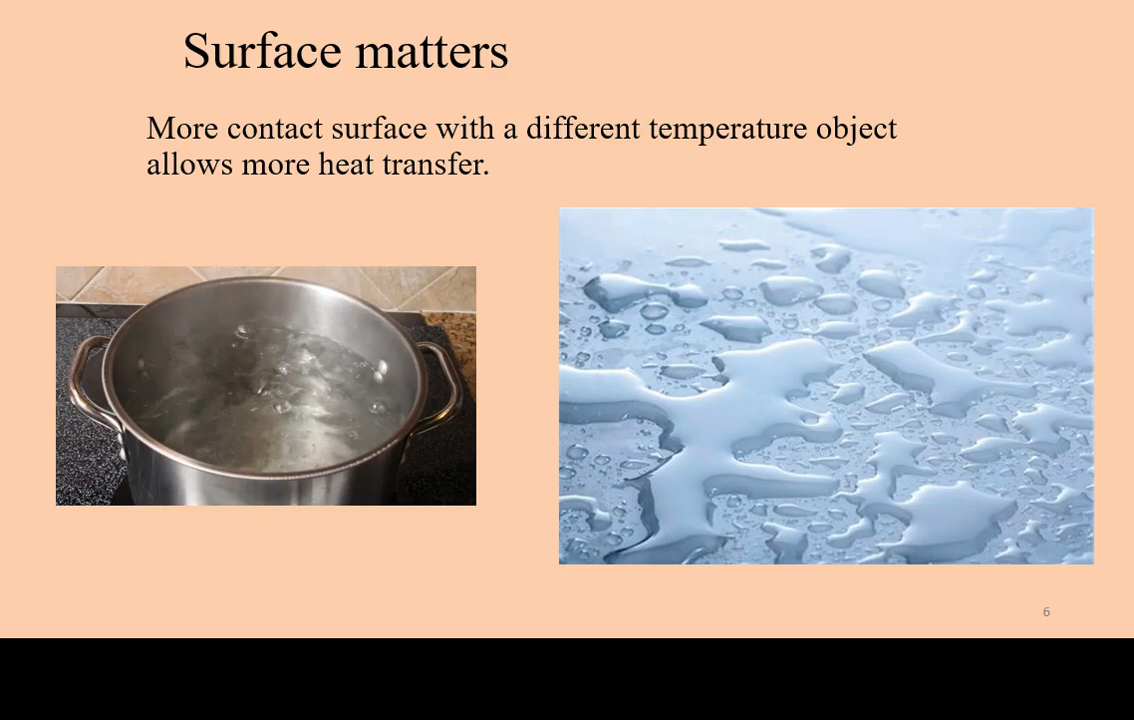 Surface matters
More contact surface with a different temperature object
allows more heat transfer.
6